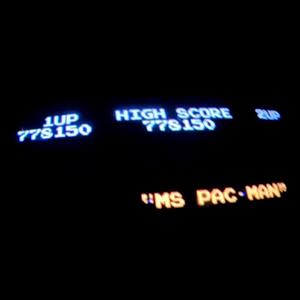 1UP HIGH SCORE 2UP
778150 778150
"MS PAC-MAN"